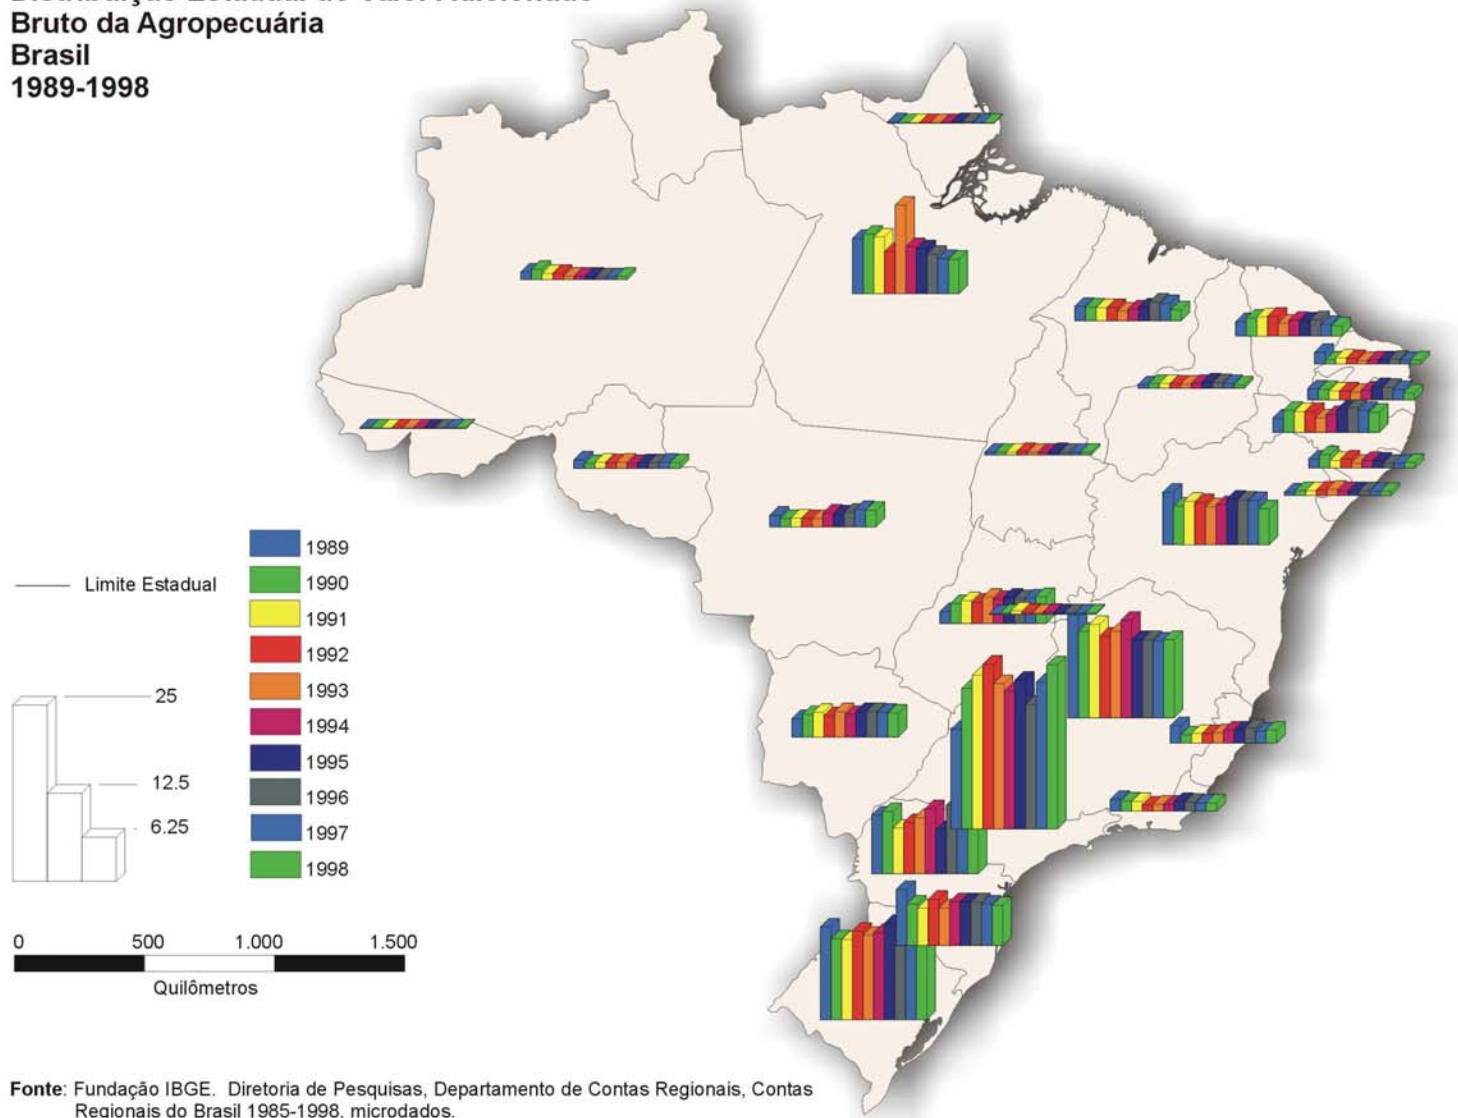 Bruto da Agropecuária
Brasil
1989-1998
Limite Estadual
1989
1990
1991
1992
1993
1994
1995
1996
1997
1998
25
12.5
6.25
0 500 1.000 1.500
Quilômetros
Fonte: Fundação IBGE. Diretoria de Pesquisas, Departamento de Contas Regionais, Contas
Regionais do Brasil 1985-1998, microdados.